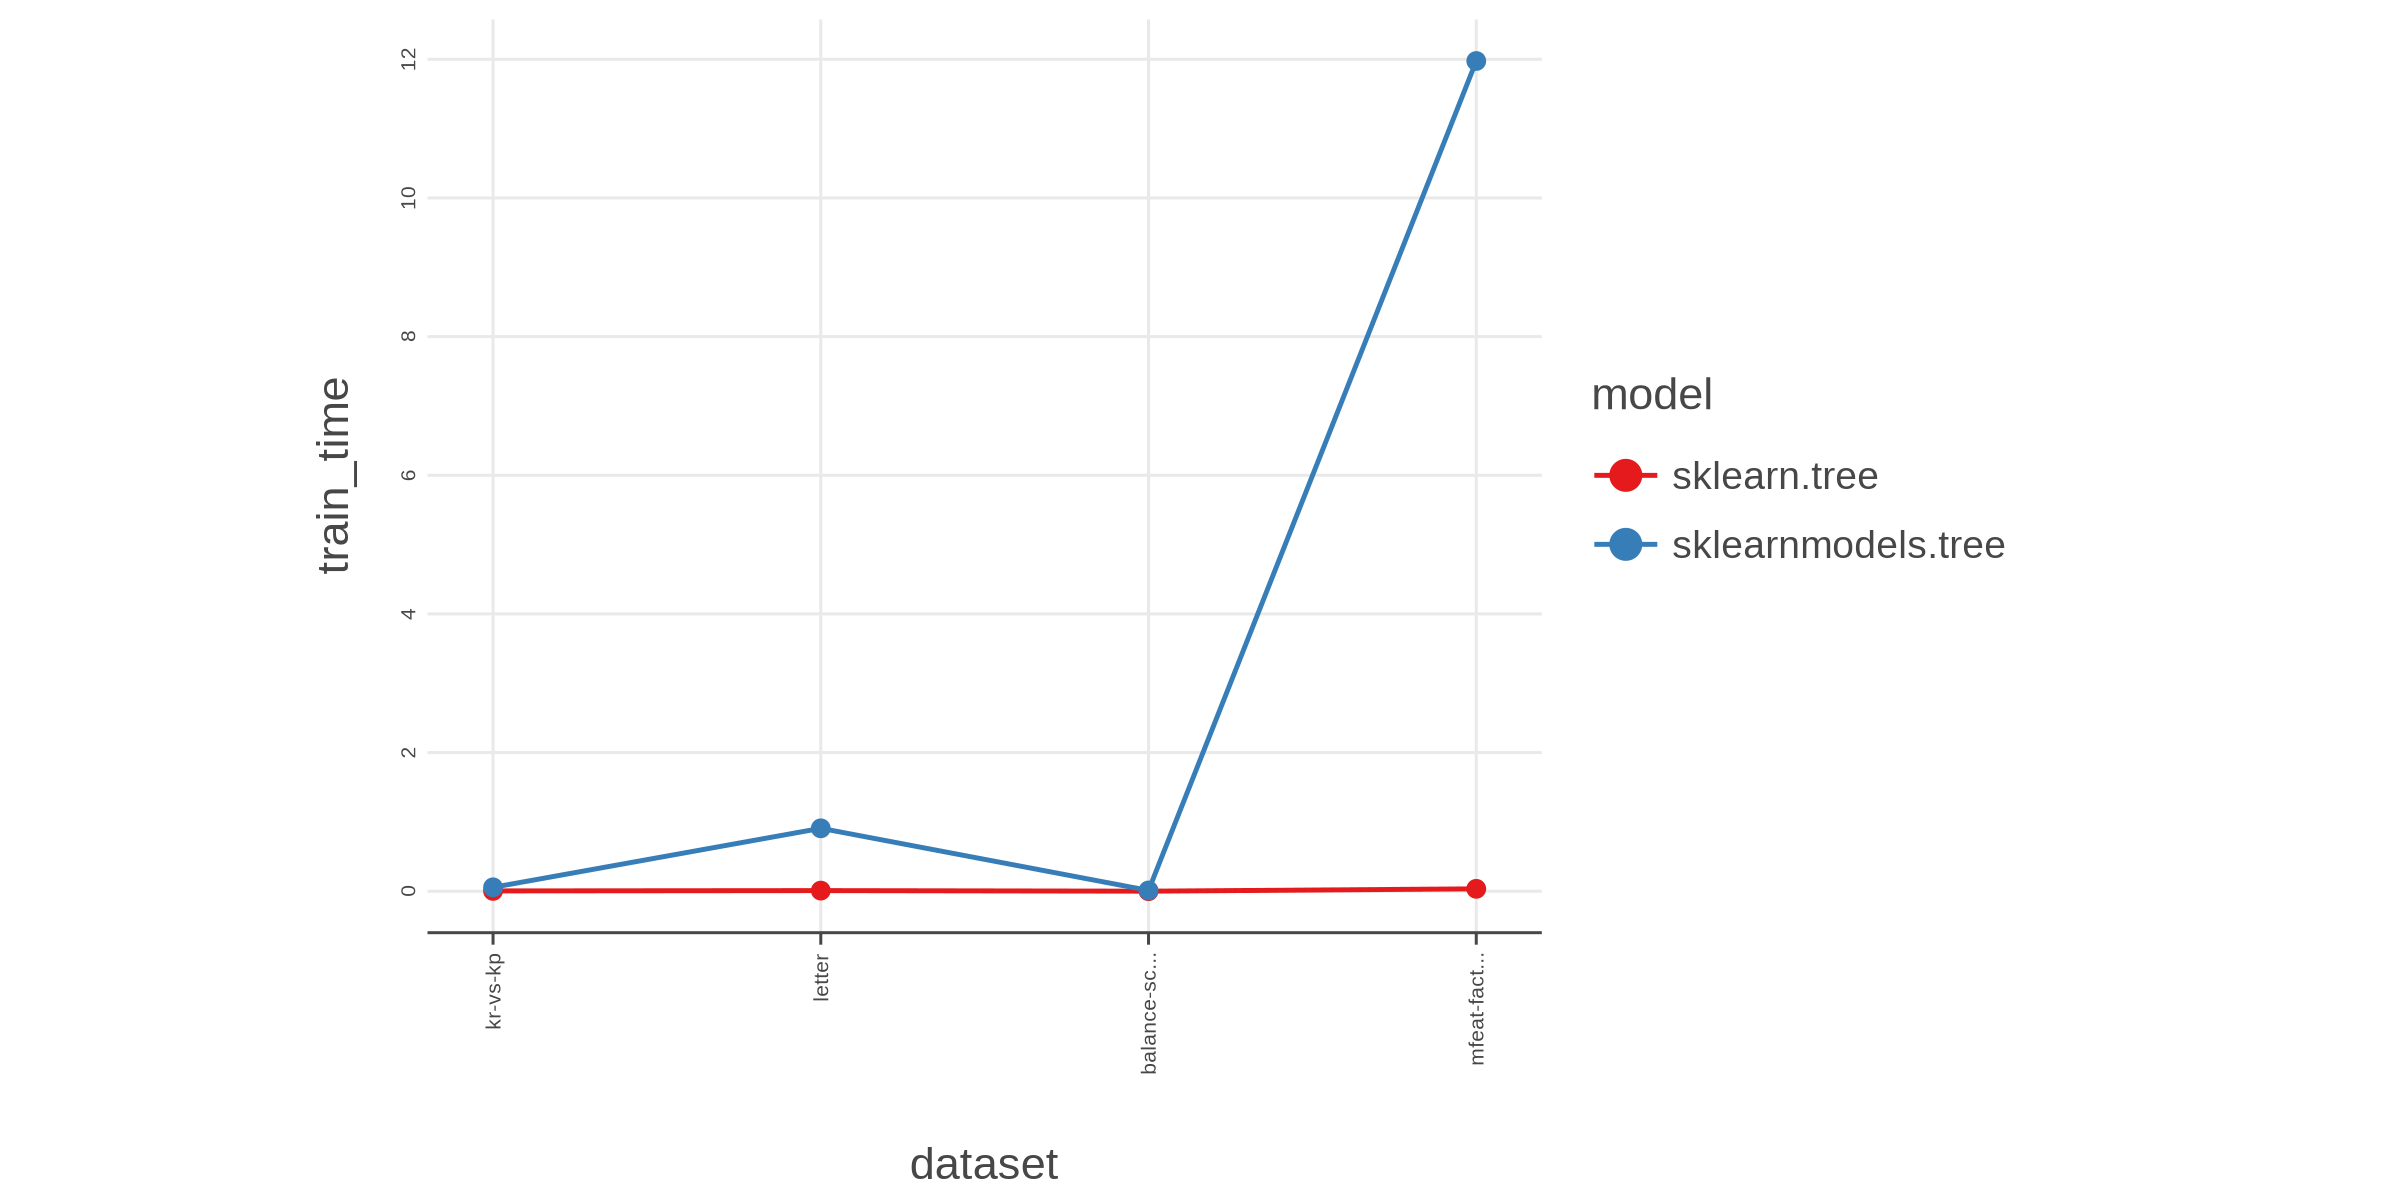 train_time
12
10
8
6
4
2
0
kr-vs-kp
letter
balance-sc...
mfeat-fact...
dataset
model
sklearn.tree
sklearnmodels.tree